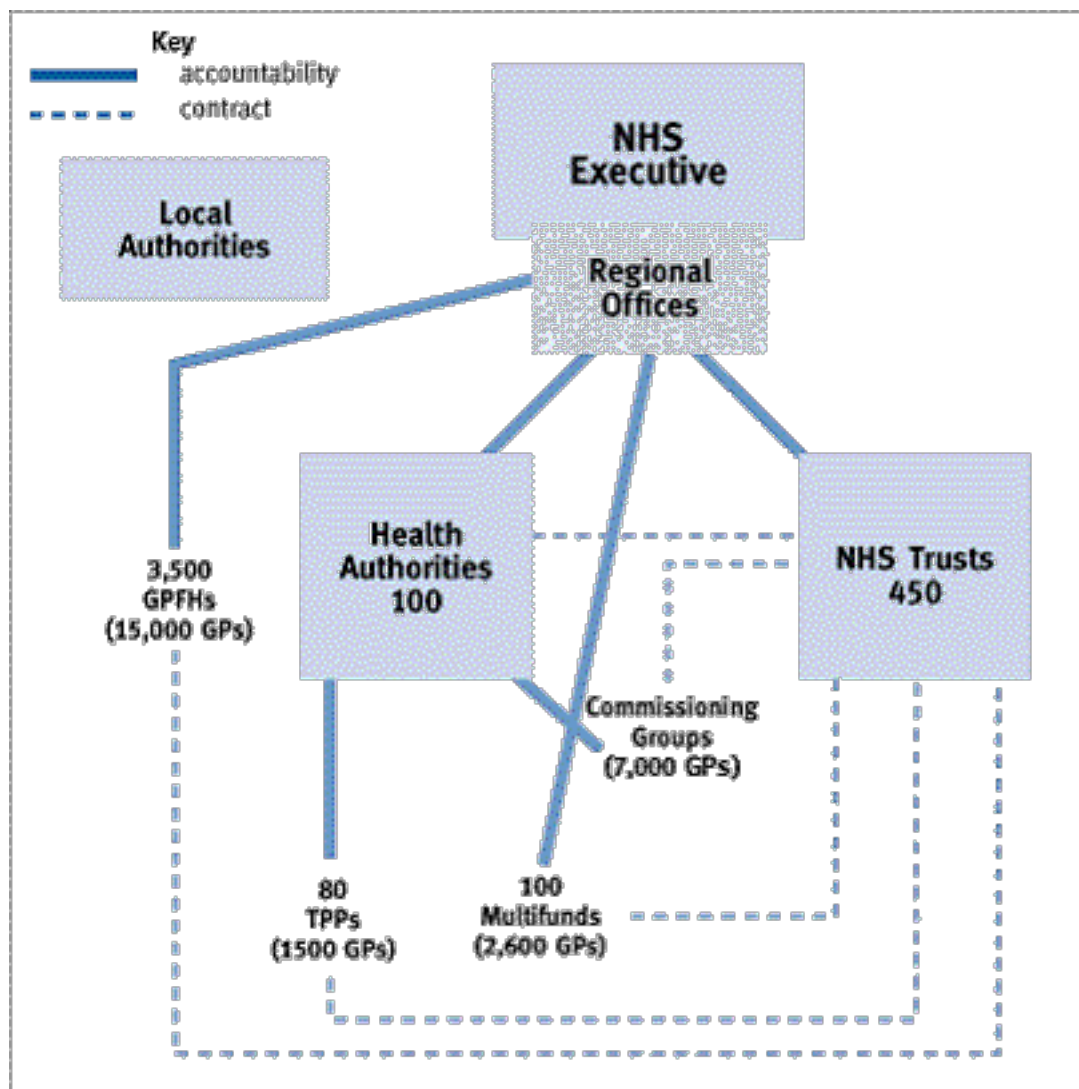 Key
accountability
contract
NHS
Executive
Local
Authorities
Regional
Offices
Health
Authorities
100
NHS Trusts
450
3,500
GPFHs
(15,000 GPs)
Commissioning
Groups
(7,000 GPs)
80
TPPs
(1500 GPs)
100
Multifunds
(2,600 GPs)